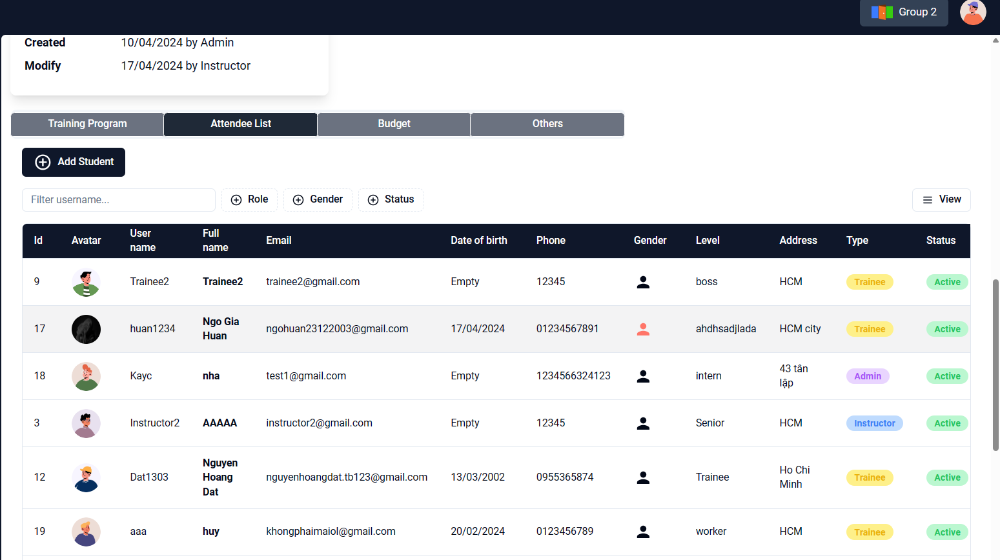 Group 2
Created 10/04/2024 by Admin
Modify 17/04/2024 by Instructor
Training Program Attendee List Budget Others
Add Student
Filter username... Role Gender Status View
Id Avatar User name Full name Email Date of birth Phone Gender Level Address Type Status
9 Trainee2 Trainee2 trainee2@gmail.com Empty 12345 boss HCM Trainee Active
17 huan1234 Ngo Gia Huan ngohuan23122003@gmail.com 17/04/2024 01234567891 ahdhsadjlada HCM city Trainee Active
18 Kayc nha test1@gmail.com Empty 1234566324123 intern 43 tân lập Admin Active
3 Instructor2 AAAAA instructor2@gmail.com Empty 12345 Senior HCM Instructor Active
12 Dat1303 Nguyen Hoang Dat nguyenhoangdat.tb123@gmail.com 13/03/2002 0955365874 Trainee Ho Chi Minh Trainee Active
19 aaa huy khongphaimaiol@gmail.com 20/02/2024 0123456789 worker HCM Trainee Active